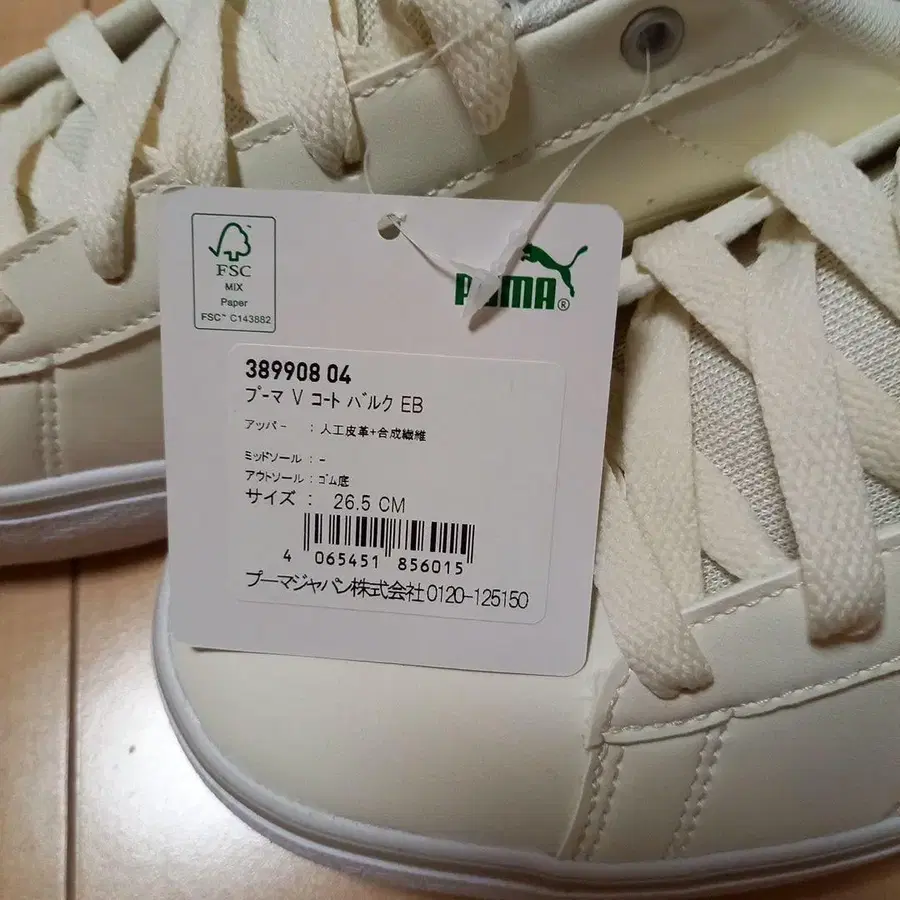 FSC
MIX
Paper
FSC™ C143882
PUMA®
389908 04
プーマ V コート バルク EB
アッパー : 人工皮革+合成繊維
ミッドソール : -
アウトソール : ゴム底
サイズ : 26.5 CM
4 065451 856015
プーマジャパン株式会社 0120-125150